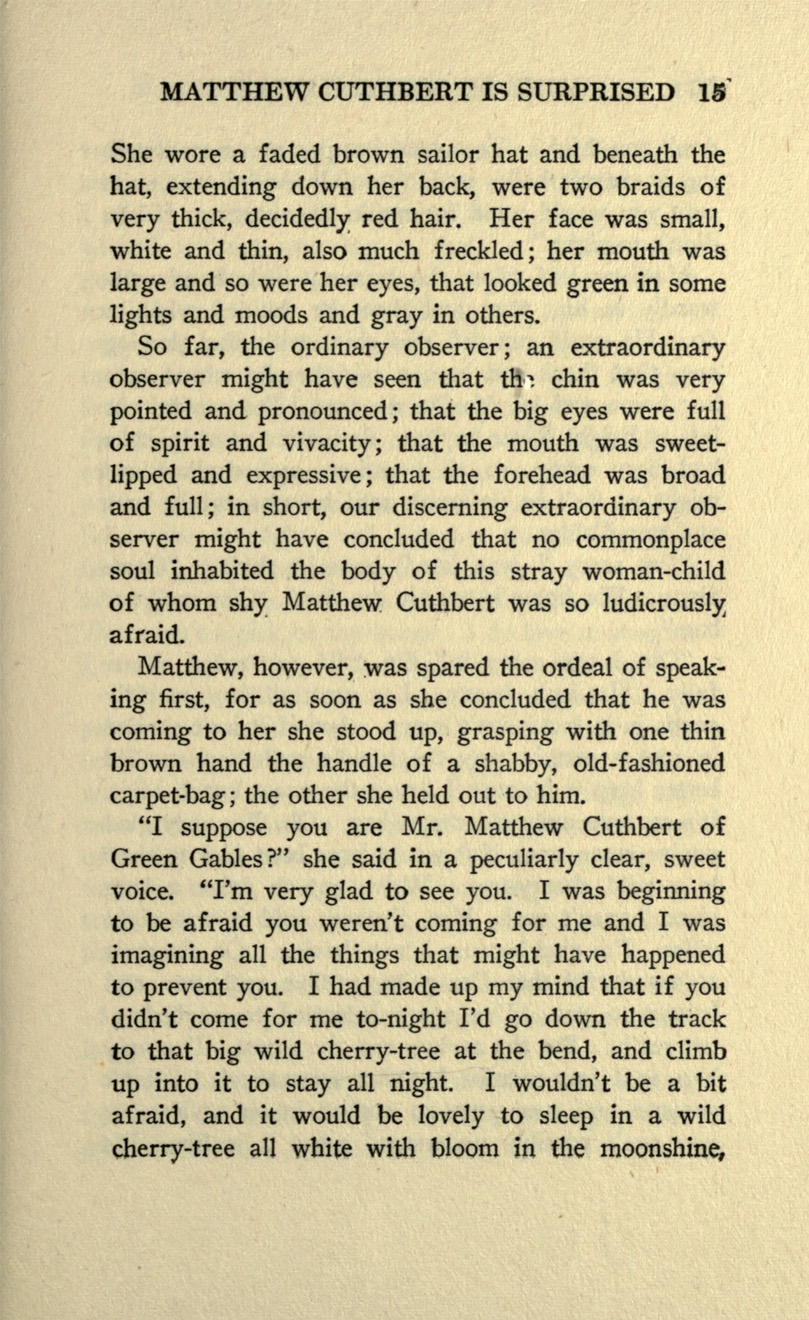 MATTHEW CUTHBERT IS SURPRISED 15
She wore a faded brown sailor hat and beneath the
hat, extending down her back, were two braids of
very thick, decidedly red hair. Her face was small,
white and thin, also much freckled; her mouth was
large and so were her eyes, that looked green in some
lights and moods and gray in others.
So far, the ordinary observer; an extraordinary
observer might have seen that the chin was very
pointed and pronounced; that the big eyes were full
of spirit and vivacity; that the mouth was sweet-
lipped and expressive; that the forehead was broad
and full; in short, our discerning extraordinary ob-
server might have concluded that no commonplace
soul inhabited the body of this stray woman-child
of whom shy Matthew Cuthbert was so ludicrously
afraid.
Matthew, however, was spared the ordeal of speak-
ing first, for as soon as she concluded that he was
coming to her she stood up, grasping with one thin
brown hand the handle of a shabby, old-fashioned
carpet-bag; the other she held out to him.
“I suppose you are Mr. Matthew Cuthbert of
Green Gables?” she said in a peculiarly clear, sweet
voice. “I'm very glad to see you. I was beginning
to be afraid you weren't coming for me and I was
imagining all the things that might have happened
to prevent you. I had made up my mind that if you
didn't come for me to-night I'd go down the track
to that big wild cherry-tree at the bend, and climb
up into it to stay all night. I wouldn't be a bit
afraid, and it would be lovely to sleep in a wild
cherry-tree all white with bloom in the moonshine,